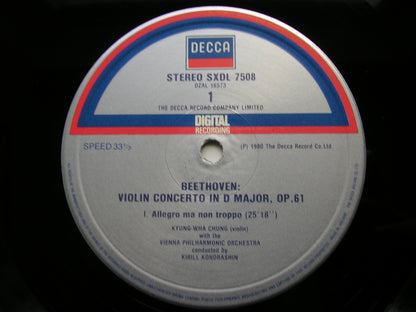 DECCA
STEREO SXDL 7508
DZAL 16573
1
THE DECCA RECORD COMPANY LIMITED
DIGITAL
RECORDING
SPEED 33⅓
(P) 1980 The Decca Record Co. Ltd.
BEETHOVEN:
VIOLIN CONCERTO IN D MAJOR, OP.61
I. Allegro ma non troppo (25'18'')
KYUNG-WHA CHUNG (violin)
with the
VIENNA PHILHARMONIC ORCHESTRA
conducted by
KIRILL KONDRASHIN